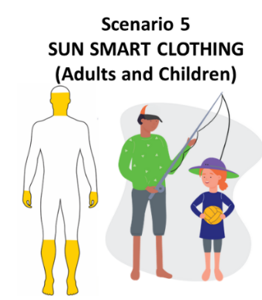 Scenario 5
SUN SMART CLOTHING
(Adults and Children)